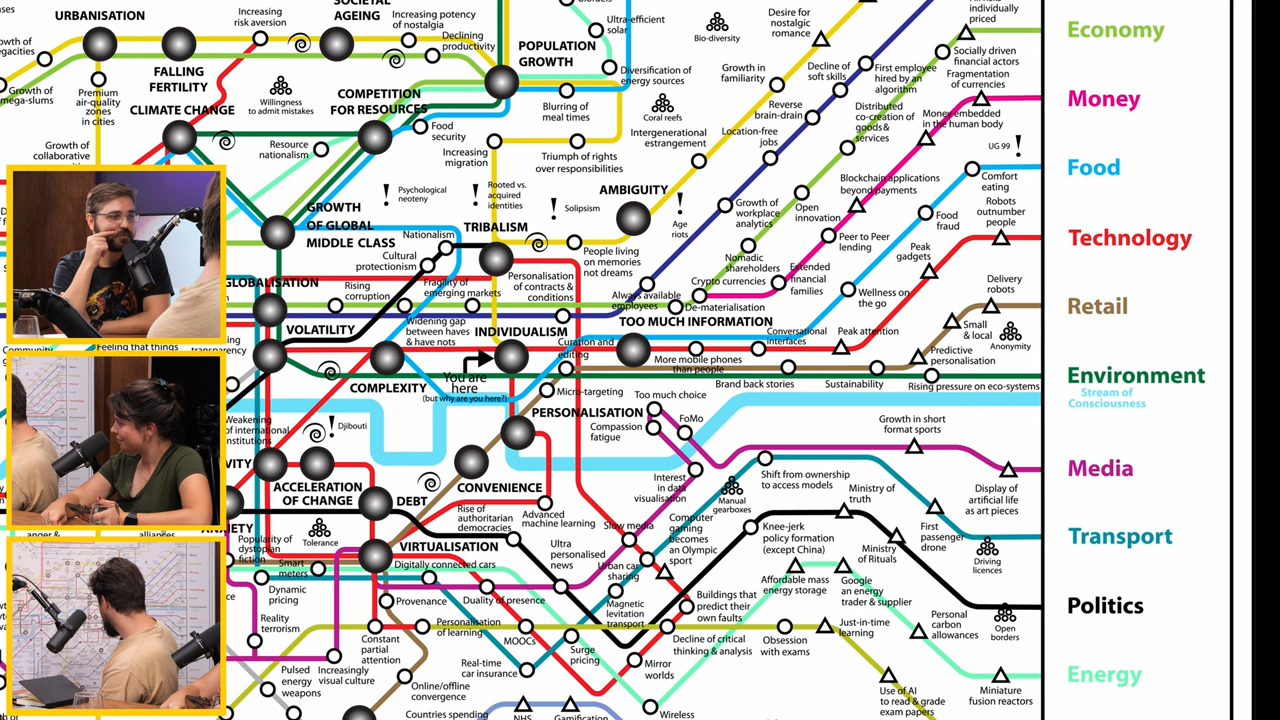 URBANISATION
SOCIETAL
AGEING
Increasing
risk aversion
Increasing potency
of nostalgia
Declining
productivity
Ultra-efficient
solar
Bio-diversity
Desire for
nostalgic
romance
individually
priced
Economy
Socially driven
financial actors
POPULATION
GROWTH
Diversification of
energy sources
Growth in
familiarity
Decline of
soft skills
First employee
hired by an
algorithm
Fragmentation
of currencies
Money
FALLING
FERTILITY
Growth of
mega-slums
Premium
air-quality
zones
in cities
Willingness
to admit mistakes
CLIMATE CHANGE
COMPETITION
FOR RESOURCES
Blurring of
meal times
Coral reefs
Reverse
brain-drain
Distributed
co-creation of
goods &
services
Money embedded
in the human body
Food
security
Intergenerational
estrangement
Location-free
jobs
UG 99 !
Growth of
collaborative
Resource
nationalism
Increasing
migration
Triumph of rights
over responsibilities
Food
Comfort
eating
Blockchain applications
beyond payments
! Psychological
neoteny
! Rooted vs.
acquired
identities
! Solipsism
AMBIGUITY
!
Age
riots
Growth of
workplace
analytics
Open
innovation
Food
fraud
Robots
outnumber
people
GROWTH
OF GLOBAL
MIDDLE CLASS
Nationalism
TRIBALISM
Peer to Peer
lending
Technology
Cultural
protectionism
People living
on memories
not dreams
Nomadic
shareholders
Peak
gadgets
GLOBALISATION
Rising
corruption
Fragility of
emerging markets
Personalisation
of contracts &
conditions
Always available
employees
Crypto currencies
De-materialisation
Extended
financial
families
Wellness on
the go
Delivery
robots
Retail
VOLATILITY
Widening gap
between haves
& have nots
INDIVIDUALISM
TOO MUCH INFORMATION
Conversational
interfaces
Peak attention
Small
& local
Anonymity
Feeling that things
transparency
Curation and
editing
More mobile phones
than people
Predictive
personalisation
COMPLEXITY
You are
here
(but why are you here?)
Micro-targeting
Brand back stories
Sustainability
Rising pressure on eco-systems
Environment
Stream of
Consciousness
Too much choice
PERSONALISATION
Compassion
fatigue
FoMo
Weakening
of international
institutions
! Djibouti
Growth in short
format sports
Media
Interest
in data
visualisation
Manual
gearboxes
Shift from ownership
to access models
Display of
artificial life
as art pieces
ACCELERATION
OF CHANGE
DEBT
CONVENIENCE
Ministry of
truth
Rise of
authoritarian
democracies
Advanced
machine learning
Tolerance
Slow media
Computer
gaming
becomes
an Olympic
sport
Knee-jerk
policy formation
(except China)
First
passenger
drone
Transport
anger &
alliances
Popularity of
dystopian
fiction
VIRTUALISATION
Ultra
personalised
news
Urban car
sharing
Ministry
of Rituals
Driving
licences
Smart
meters
Digitally connected cars
Affordable mass
energy storage
Google
an energy
trader & supplier
Dynamic
pricing
Provenance
Duality of presence
Magnetic
levitation
transport
Buildings that
predict their
own faults
Politics
Reality
terrorism
Constant
partial
attention
Personalisation
of learning
MOOCs
Surge
pricing
Decline of critical
thinking & analysis
Obsession
with exams
Just-in-time
learning
Personal
carbon
allowances
Open
borders
Pulsed
energy
weapons
Increasingly
visual culture
Real-time
car insurance
Mirror
worlds
Energy
Online/offline
convergence
Use of AI
to read & grade
exam papers
Miniature
fusion reactors
Countries spending
NHS
Gamification
Wireless